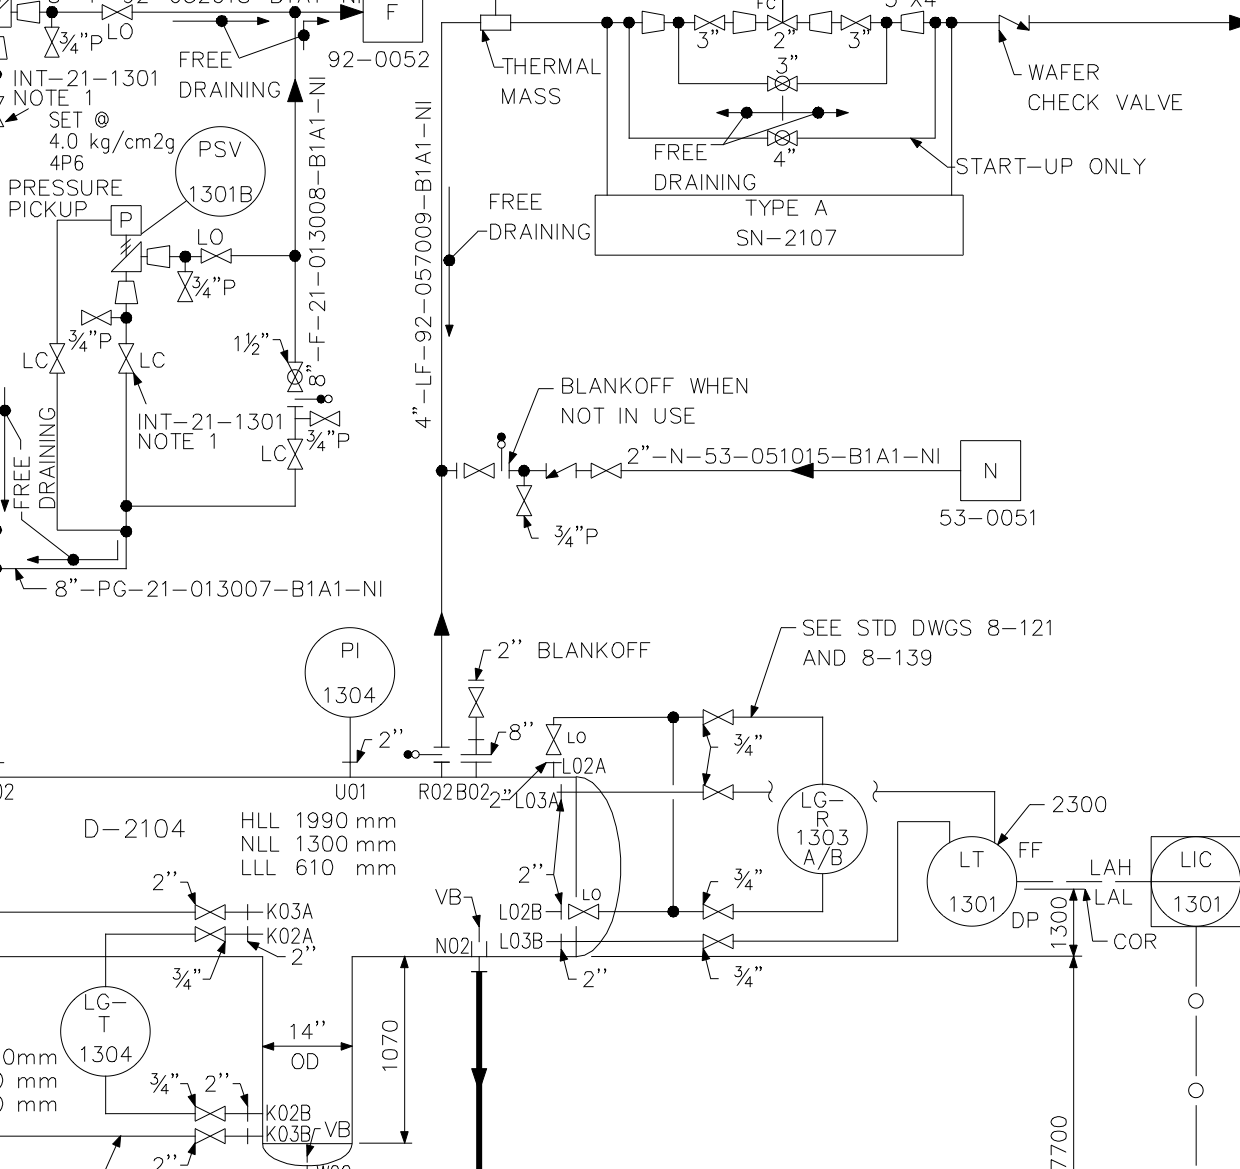 LO
¾"P
F
92-0052
FREE
DRAINING
INT-21-1301
NOTE 1
SET @
4.0 kg/cm2g
4P6
PSV
1301B
PRESSURE
PICKUP
P
LO
¾"P
¾"P
LC
LC
INT-21-1301
NOTE 1
FREE
DRAINING
1½"
8"-F-21-013008-B1A1-NI
¾"P
LC
8"-PG-21-013007-B1A1-NI
4"-LF-92-057009-B1A1-NI
THERMAL
MASS
FC
3"
2"
3"
3"
4"
FREE
DRAINING
START-UP ONLY
WAFER
CHECK VALVE
TYPE A
SN-2107
FREE
DRAINING
BLANKOFF WHEN
NOT IN USE
2"-N-53-051015-B1A1-NI
N
53-0051
¾"P
SEE STD DWGS 8-121
AND 8-139
PI
1304
2''
2'' BLANKOFF
8''
LO
¾''
U01
R02
B02
2''
L03A
L02A
D-2104
HLL 1990 mm
NLL 1300 mm
LLL 610 mm
LG-
R
1303
A/B
2300
LT
1301
FF
DP
LAH
LAL
LIC
1301
1300
COR
2''
LO
¾''
L02B
L03B
VB
N02
2''
¾''
2''
K03A
K02A
2''
¾''
LG-
T
1304
14''
OD
1070
0mm
mm
mm
¾''
2''
K02B
K03B
VB
2''
7700